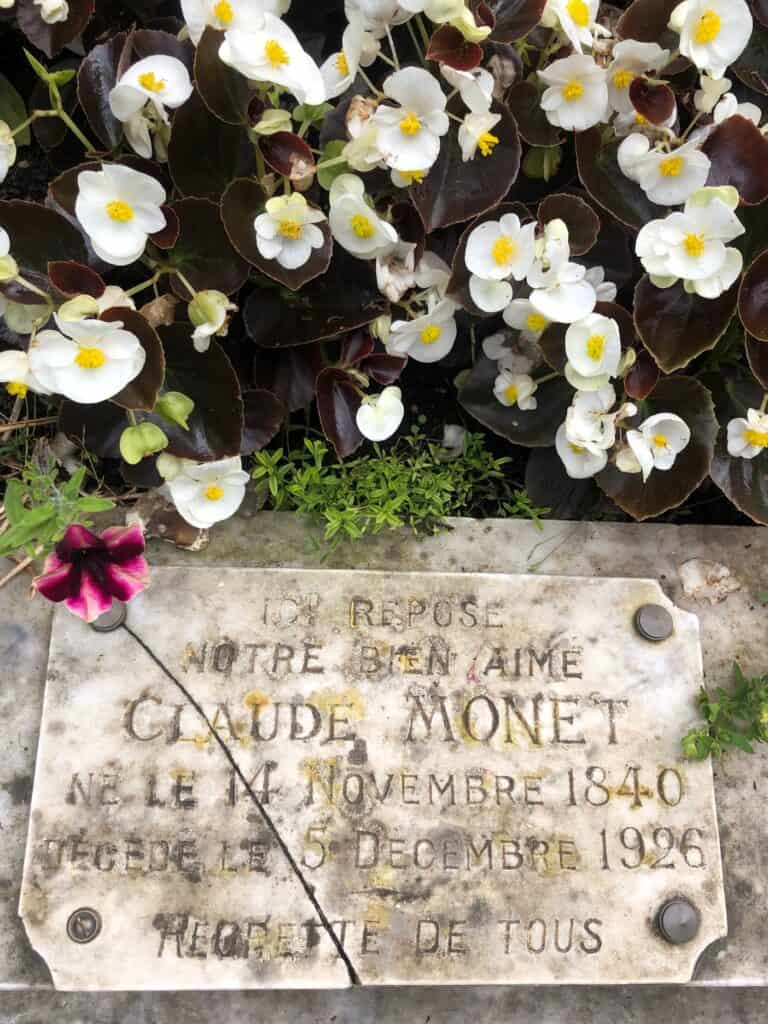 ICI REPOSE
NOTRE BIEN AIMÉ
CLAUDE MONET
NÉ LE 14 NOVEMBRE 1840
DÉCÉDÉ LE 5 DÉCEMBRE 1926
REGRETTÉ DE TOUS